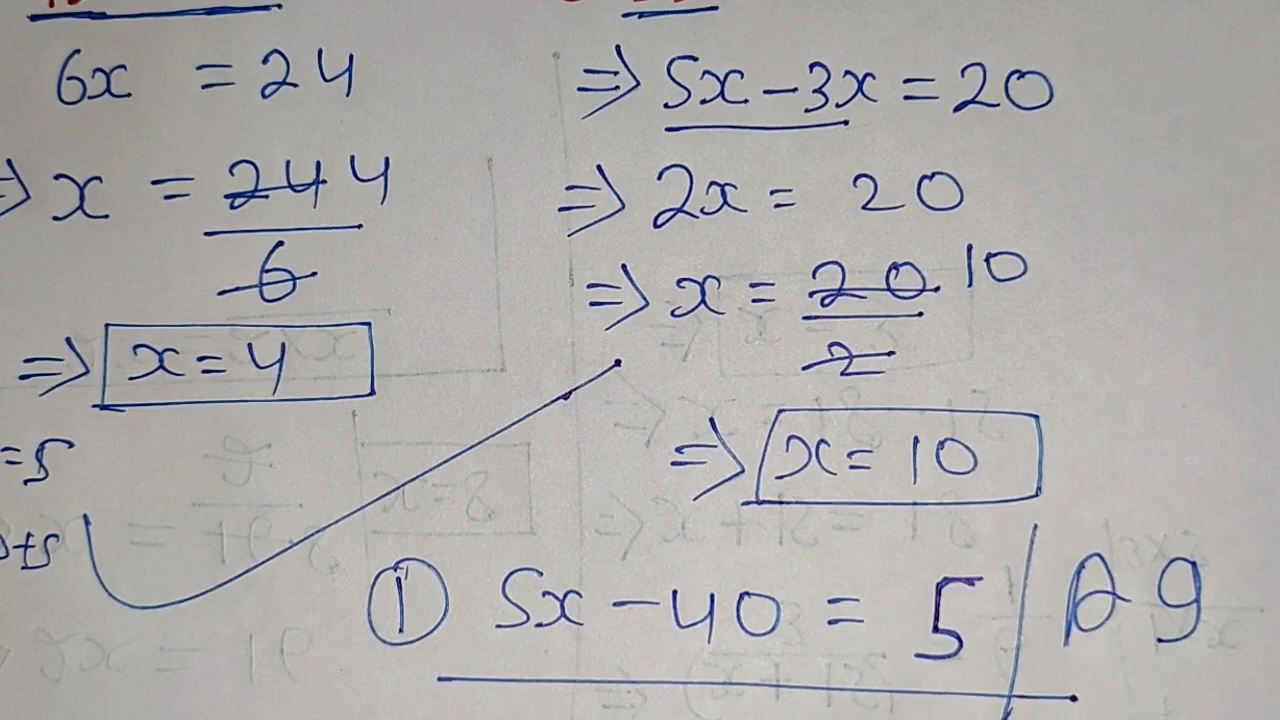 6x = 24
⇒ x = 24 4
6
⇒ x = 4
= 5
⇒ 5x - 3x = 20
⇒ 2x = 20
⇒ x = 20 10
2
⇒ x = 10
① 5x - 40 = 5 / A 9